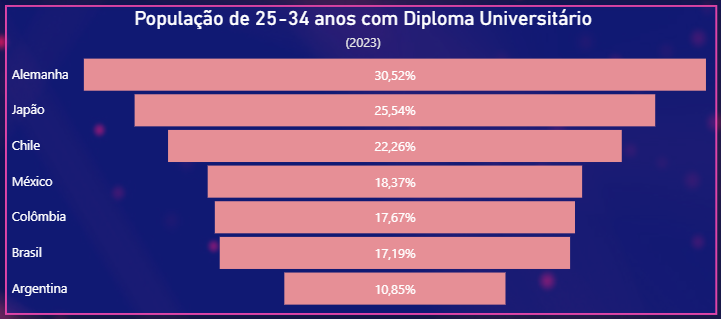 População de 25-34 anos com Diploma Universitário
(2023)
Alemanha 30,52%
Japão 25,54%
Chile 22,26%
México 18,37%
Colômbia 17,67%
Brasil 17,19%
Argentina 10,85%